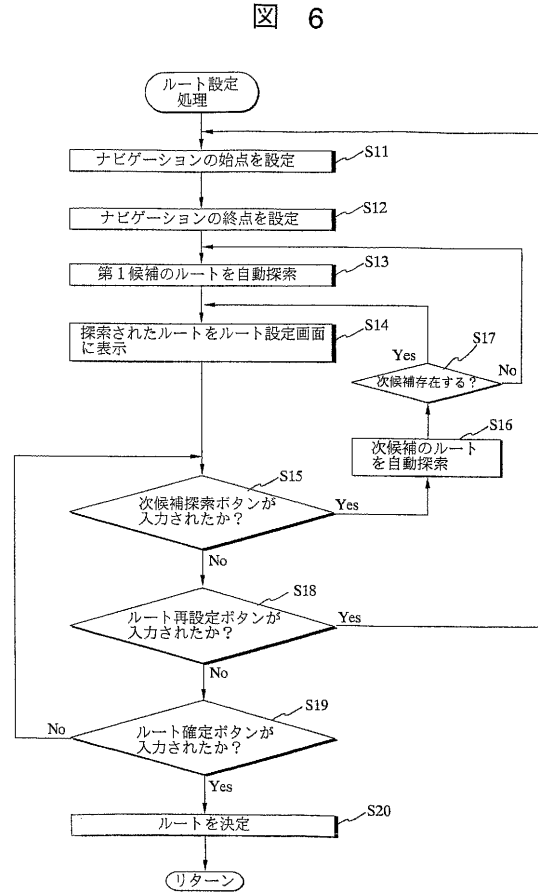 図 6
ルート設定
処理
ナビゲーションの始点を設定
S11
ナビゲーションの終点を設定
S12
第1候補のルートを自動探索
S13
探索されたルートをルート設定画面
に表示
S14
Yes
S17
No
次候補存在する?
S16
次候補のルート
を自動探索
S15
次候補探索ボタンが
入力されたか?
Yes
No
S18
ルート再設定ボタンが
入力されたか?
Yes
No
S19
ルート確定ボタンが
入力されたか?
No
Yes
S20
ルートを決定
リターン